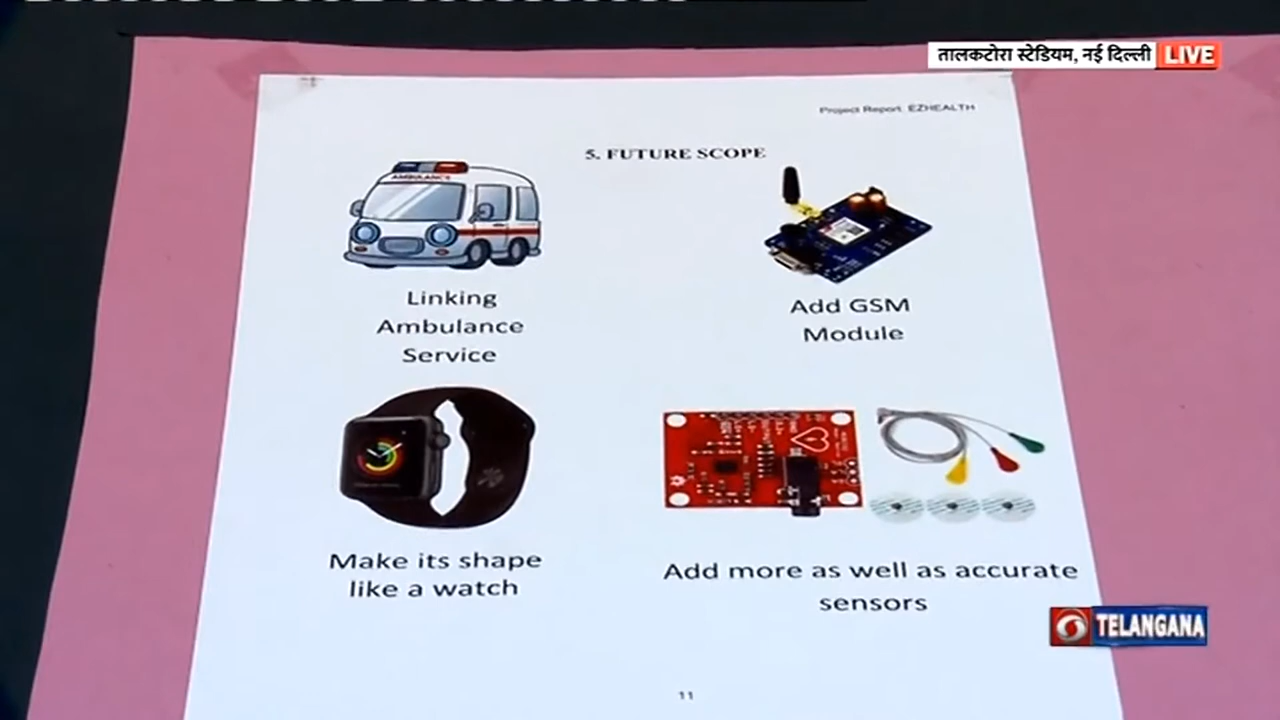 तालकटोरा स्टेडियम, नई दिल्ली LIVE
Project Report EZHEALTH
5. FUTURE SCOPE
AMBULANCE
Linking
Ambulance
Service
Add GSM
Module
Make its shape
like a watch
Add more as well as accurate
sensors
TELANGANA
11